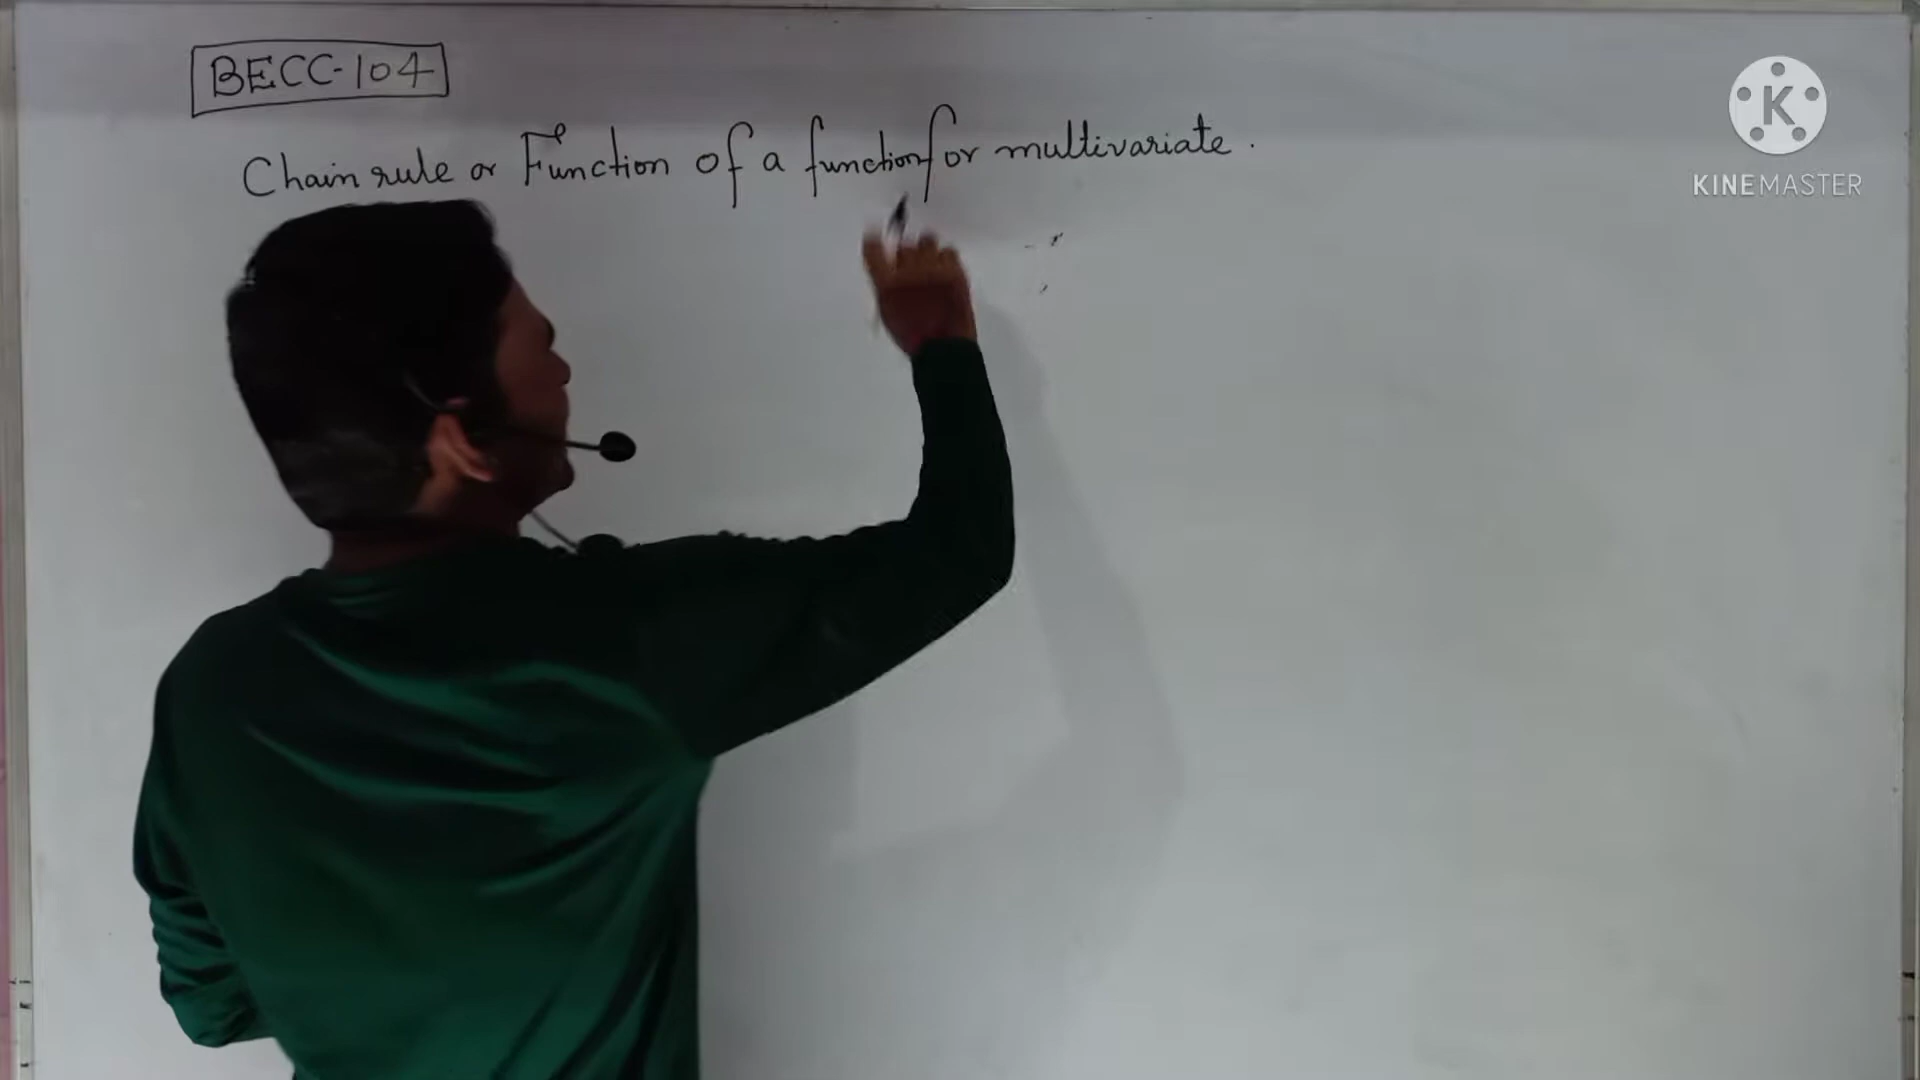 BECC-104
Chain rule or Function of a function for multivariate.
K
KINEMASTER